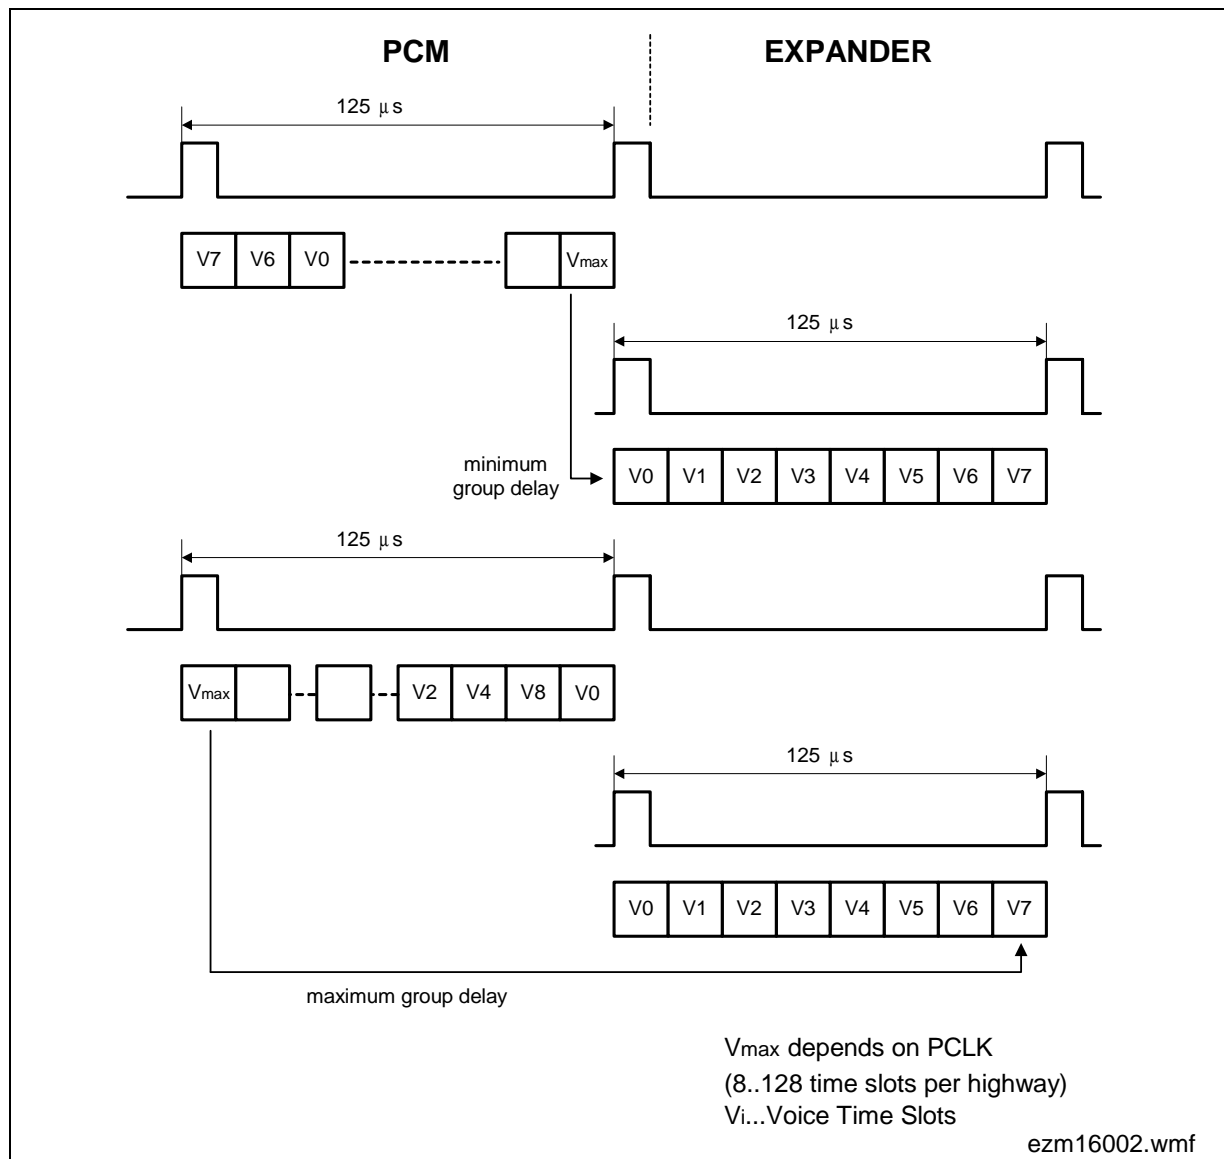 PCM EXPANDER
125 μs
V7 V6 V0 Vmax
125 μs
minimum
group delay
V0 V1 V2 V3 V4 V5 V6 V7
125 μs
Vmax V2 V4 V8 V0
125 μs
V0 V1 V2 V3 V4 V5 V6 V7
maximum group delay
Vmax depends on PCLK
(8..128 time slots per highway)
Vi...Voice Time Slots
ezm16002.wmf